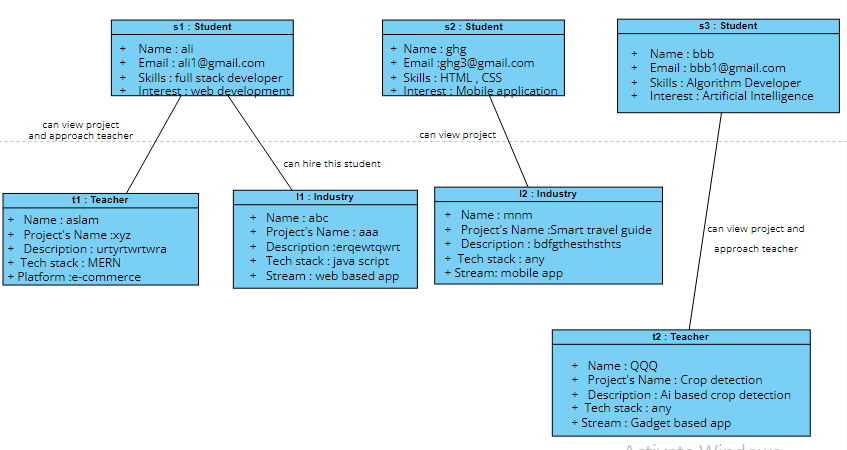 s1 : Student
+ Name : ali
+ Email : ali1@gmail.com
+ Skills : full stack developer
+ Interest : web development
s2 : Student
+ Name : ghg
+ Email :ghg3@gmail.com
+ Skills : HTML , CSS
+ Interest : Mobile application
s3 : Student
+ Name : bbb
+ Email : bbb1@gmail.com
+ Skills : Algorithm Developer
+ Interest : Artificial Intelligence
can view project
and approach teacher
can view project
can hire this student
t1 : Teacher
+ Name : aslam
+ Project's Name :xyz
+ Description : urtyrtwrtwra
+ Tech stack : MERN
+ Platform :e-commerce
I1 : Industry
+ Name : abc
+ Project's Name : aaa
+ Description :erqewtqwrt
+ Tech stack : java script
+ Stream : web based app
I2 : Industry
+ Name : mnm
+ Project's Name :Smart travel guide
+ Description : bdfgthesthsthts
+ Tech stack : any
+ Stream: mobile app
can view project and
approach teacher
t2 : Teacher
+ Name : QQQ
+ Project's Name : Crop detection
+ Description : Ai based crop detection
+ Tech stack : any
+ Stream : Gadget based app
Activate Windows